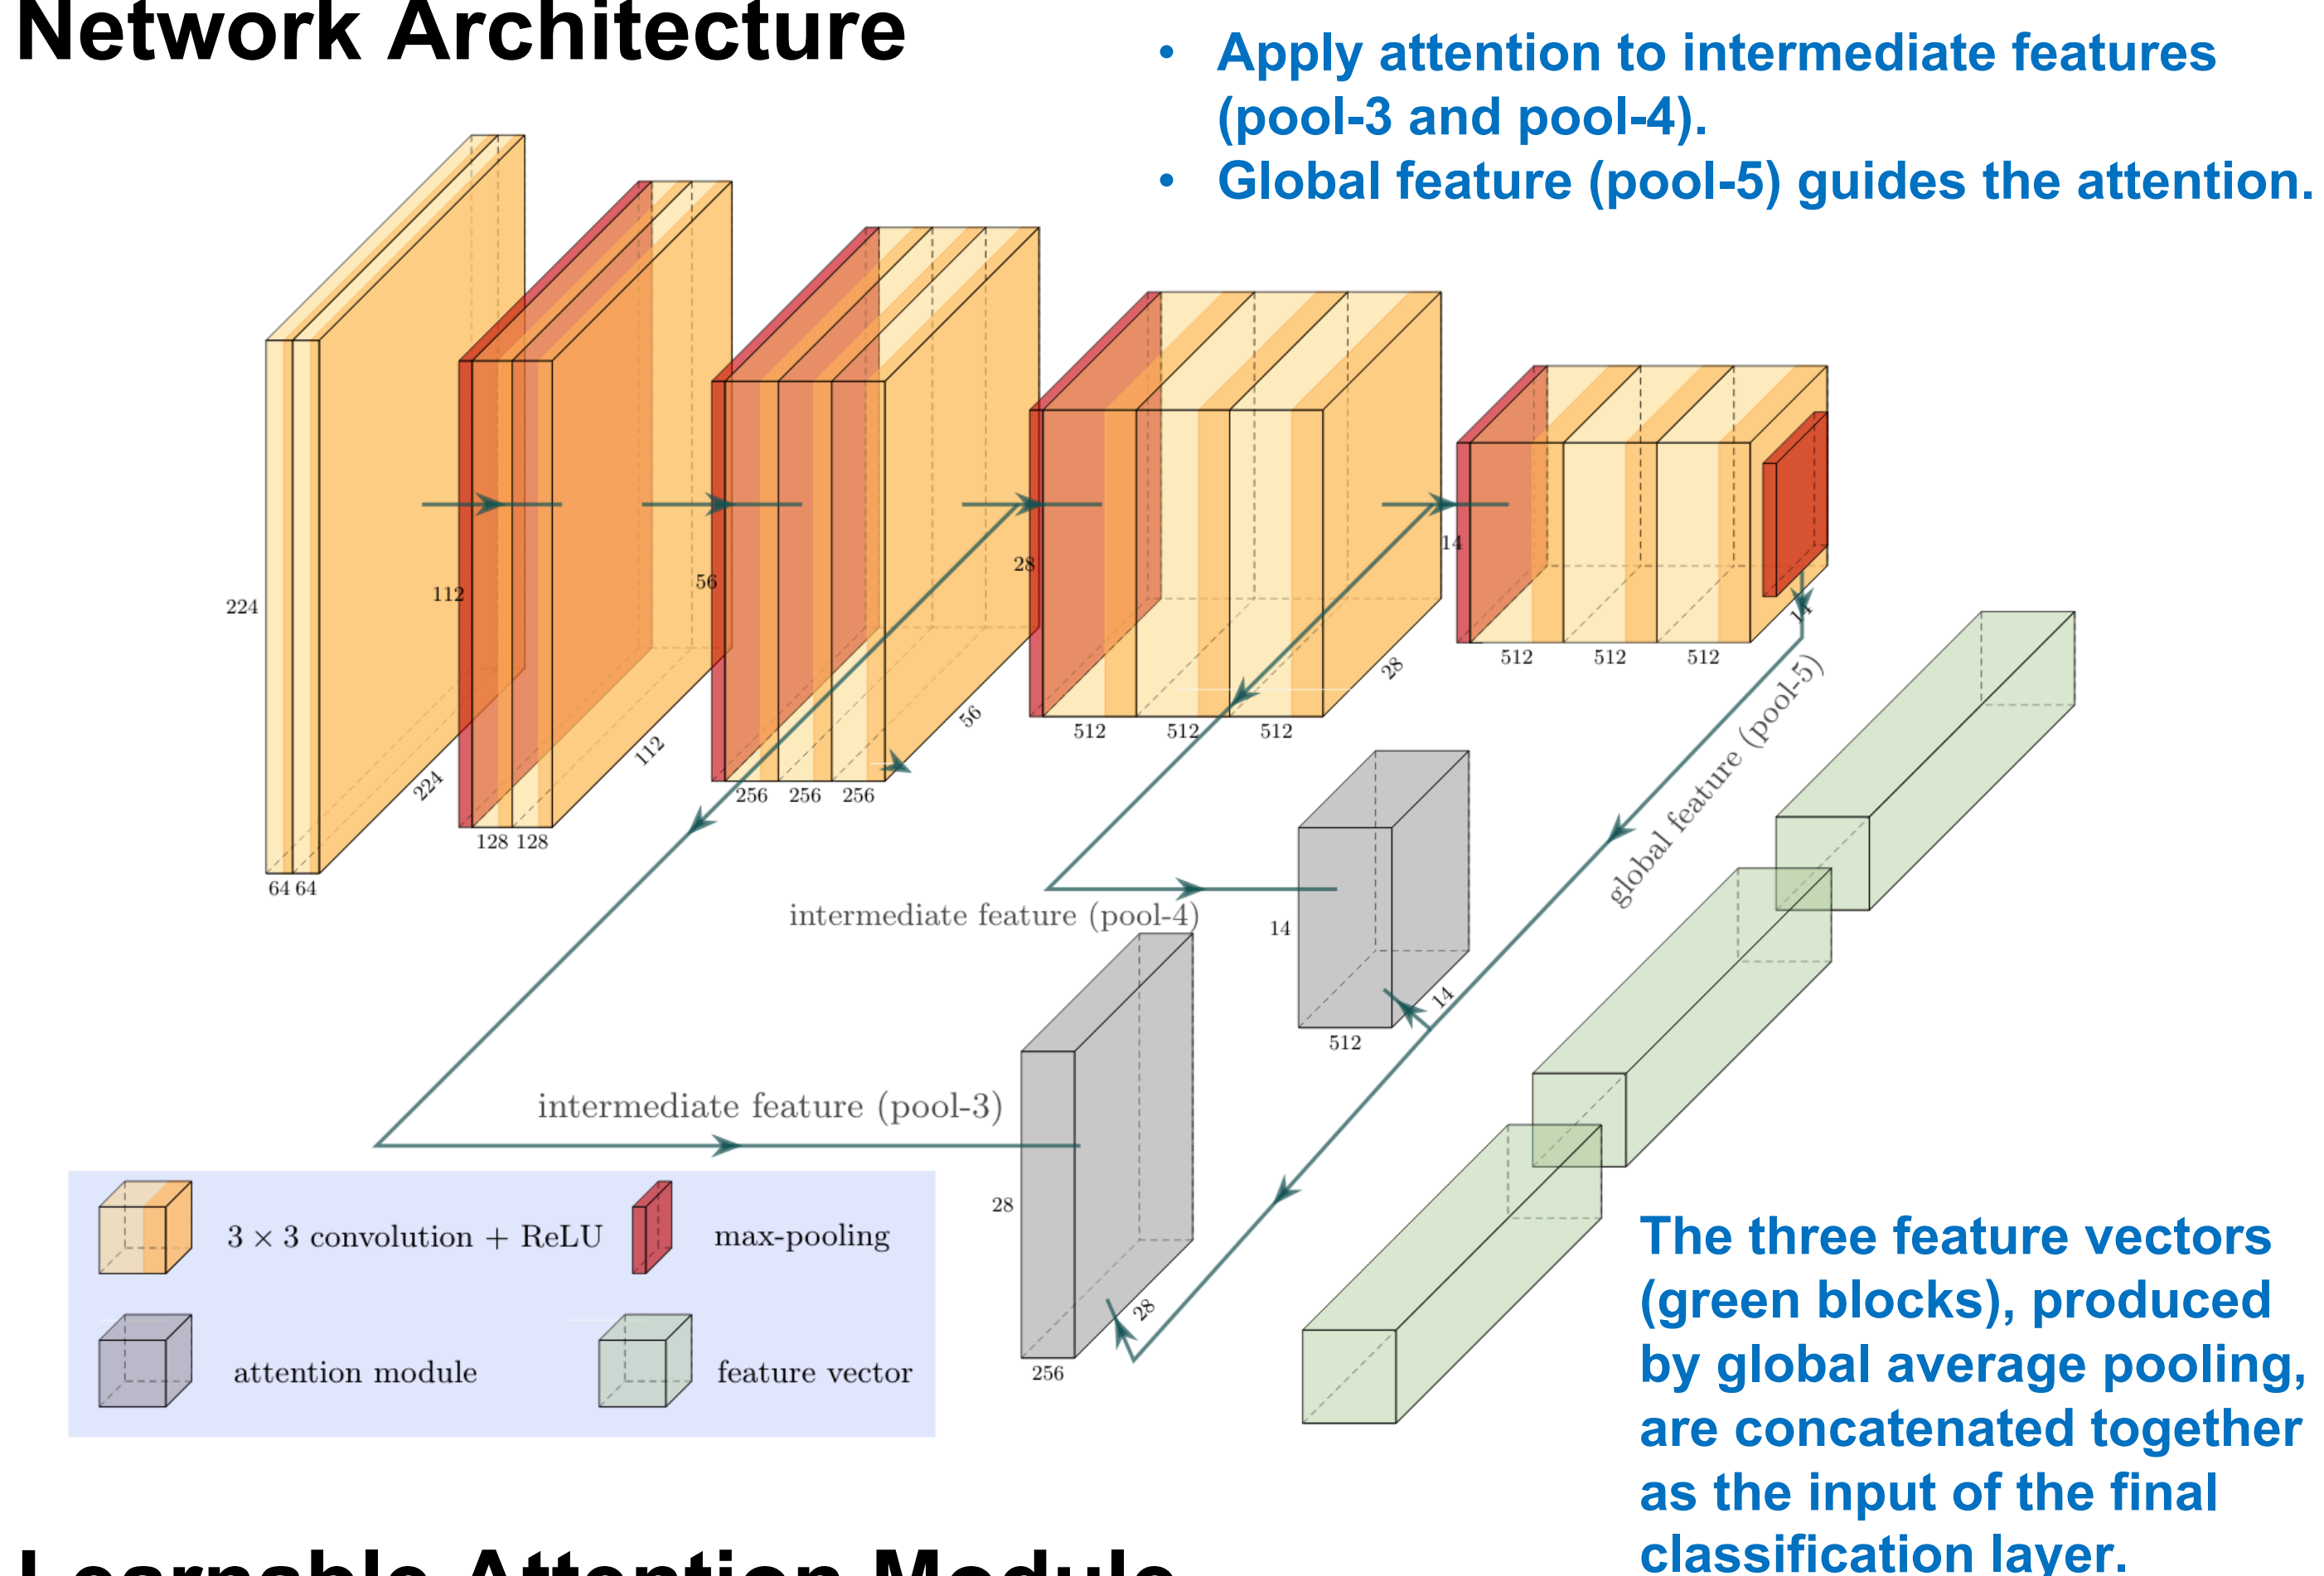 Network Architecture
• Apply attention to intermediate features
(pool-3 and pool-4).
• Global feature (pool-5) guides the attention.
224
224
64 64
112
112
128 128
56
56
256 256 256
28
28
512 512 512
14
14
512 512 512
global feature (pool-5)
intermediate feature (pool-4)
14
14
512
intermediate feature (pool-3)
28
28
256
3 × 3 convolution + ReLU
max-pooling
attention module
feature vector
The three feature vectors
(green blocks), produced
by global average pooling,
are concatenated together
as the input of the final
classification layer.
Learnable Attention Module